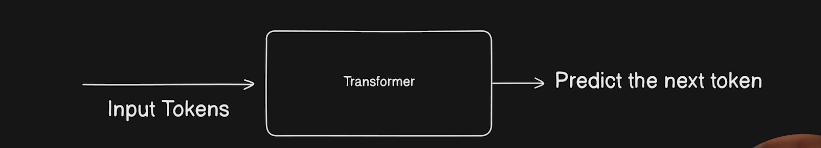 Input Tokens
Transformer
Predict the next token